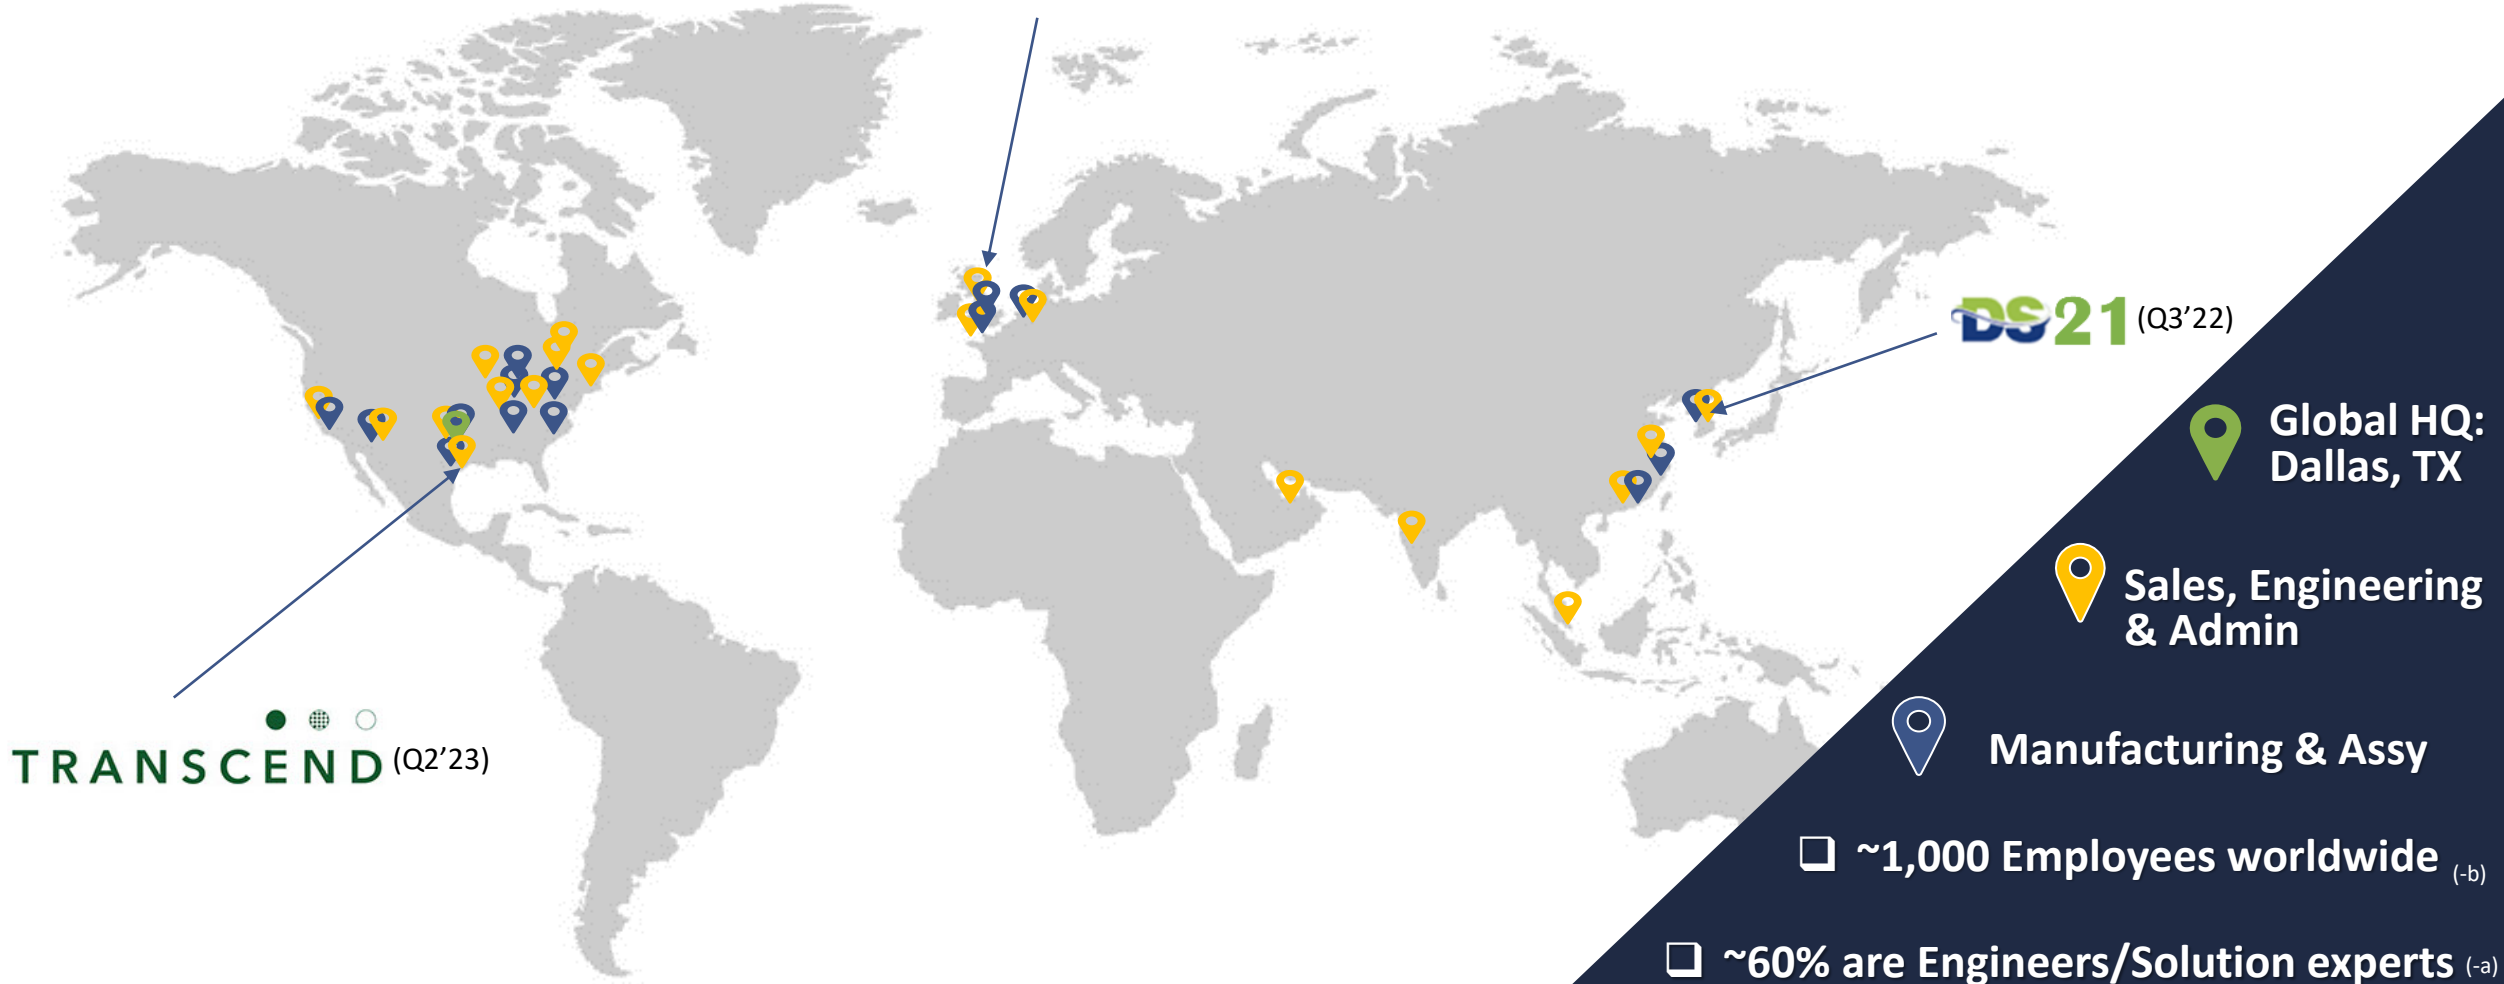 DS21 (Q3’22)
Global HQ:
Dallas, TX
Sales, Engineering
& Admin
TRANSCEND (Q2’23)
Manufacturing & Assy
❑ ~1,000 Employees worldwide (-b)
❑ ~60% are Engineers/Solution experts (-a)